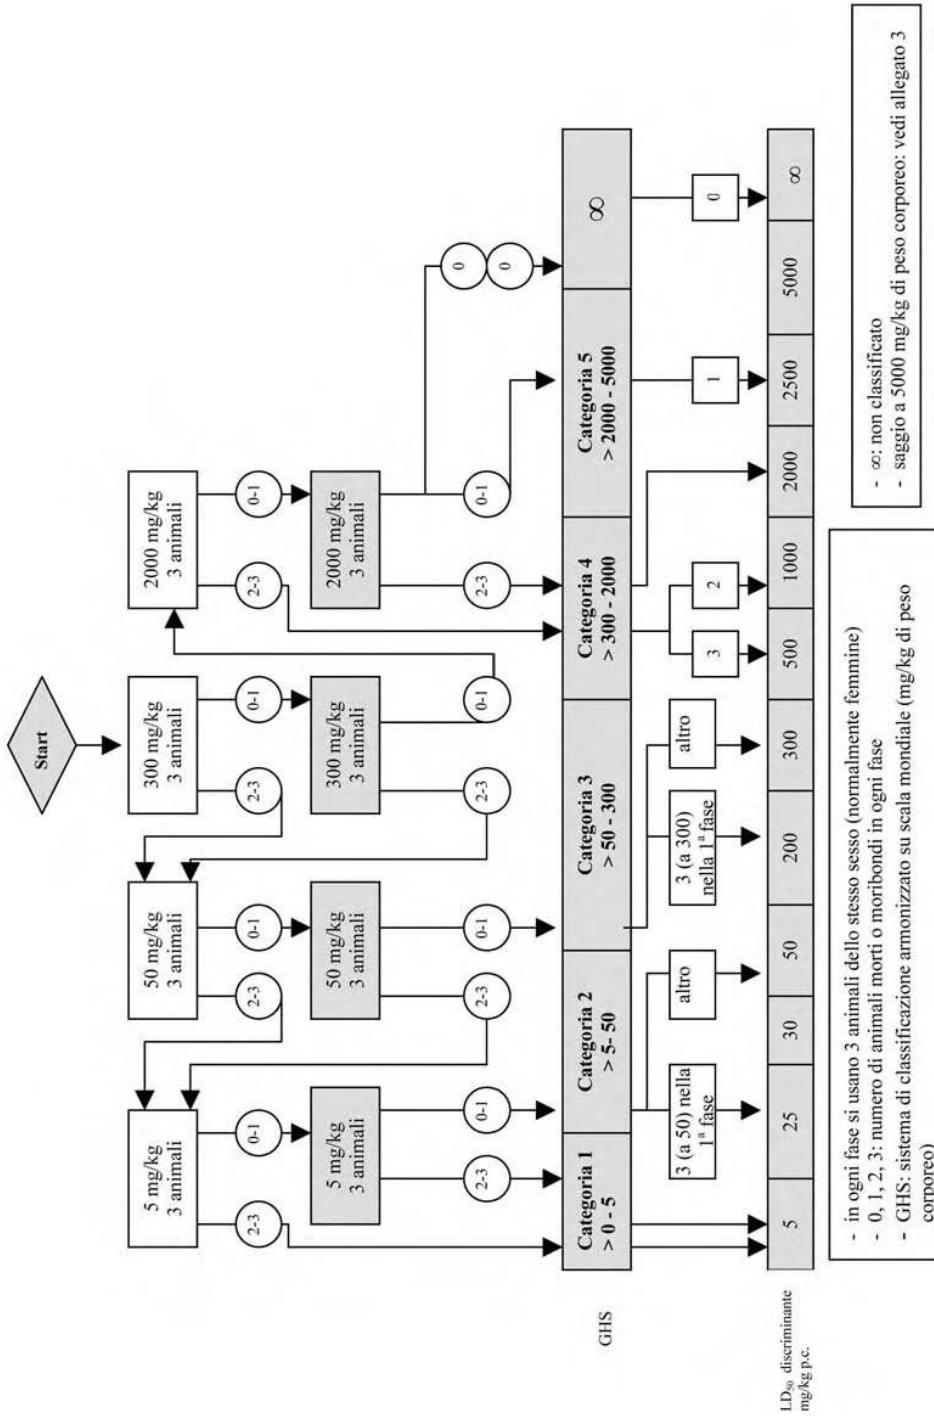 Start
5 mg/kg
3 animali
50 mg/kg
3 animali
300 mg/kg
3 animali
2000 mg/kg
3 animali
2-3
0-1
2-3
0-1
2-3
0-1
2-3
0-1
5 mg/kg
3 animali
50 mg/kg
3 animali
300 mg/kg
3 animali
2000 mg/kg
3 animali
2-3
0-1
2-3
0-1
2-3
0-1
2-3
0-1
0
0
GHS
Categoria 1
> 0 - 5
Categoria 2
> 5- 50
Categoria 3
> 50 - 300
Categoria 4
> 300 - 2000
Categoria 5
> 2000 - 5000
∞
3 (a 50) nella
1ª fase
altro
3 (a 300)
nella 1ª fase
altro
3
2
1
0
LD₅₀ discriminante
mg/kg p.c.
5
25
30
50
200
300
500
1000
2000
2500
5000
∞
- in ogni fase si usano 3 animali dello stesso sesso (normalmente femmine)
- 0, 1, 2, 3: numero di animali morti o moribondi in ogni fase
- GHS: sistema di classificazione armonizzato su scala mondiale (mg/kg di peso
corporeo)
- ∞: non classificato
- saggio a 5000 mg/kg di peso corporeo: vedi allegato 3